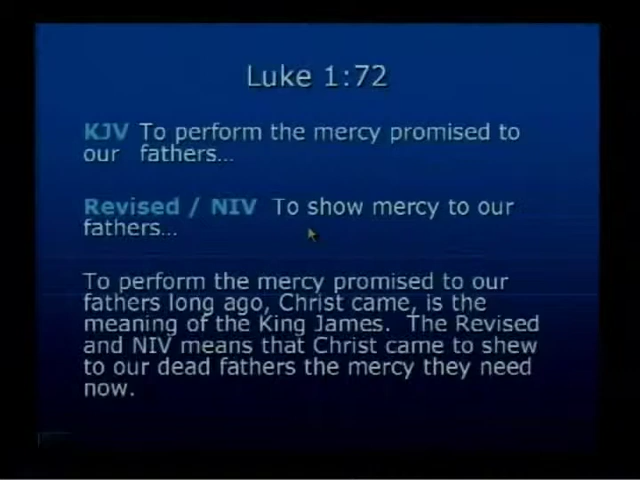 Luke 1:72
KJV To perform the mercy promised to
our fathers...
Revised / NIV To show mercy to our
fathers...
To perform the mercy promised to our
fathers long ago, Christ came, is the
meaning of the King James. The Revised
and NIV means that Christ came to shew
to our dead fathers the mercy they need
now.